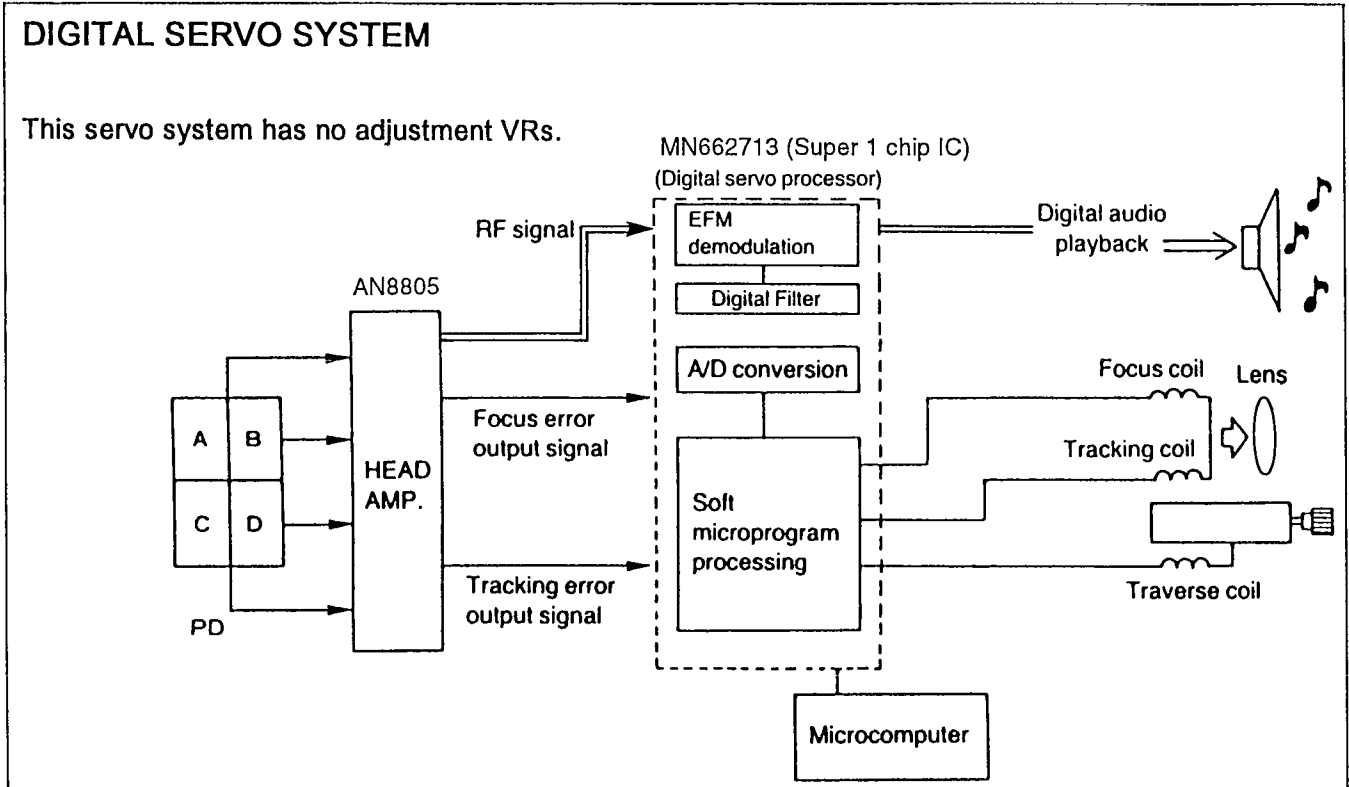 DIGITAL SERVO SYSTEM
This servo system has no adjustment VRs.
MN662713 (Super 1 chip IC)
(Digital servo processor)
RF signal
EFM
demodulation
Digital audio
playback
AN8805
Digital Filter
A/D conversion
Focus coil
Lens
A
B
Focus error
output signal
Tracking coil
HEAD
AMP.
C
D
Soft
microprogram
processing
Tracking error
output signal
Traverse coil
PD
Microcomputer